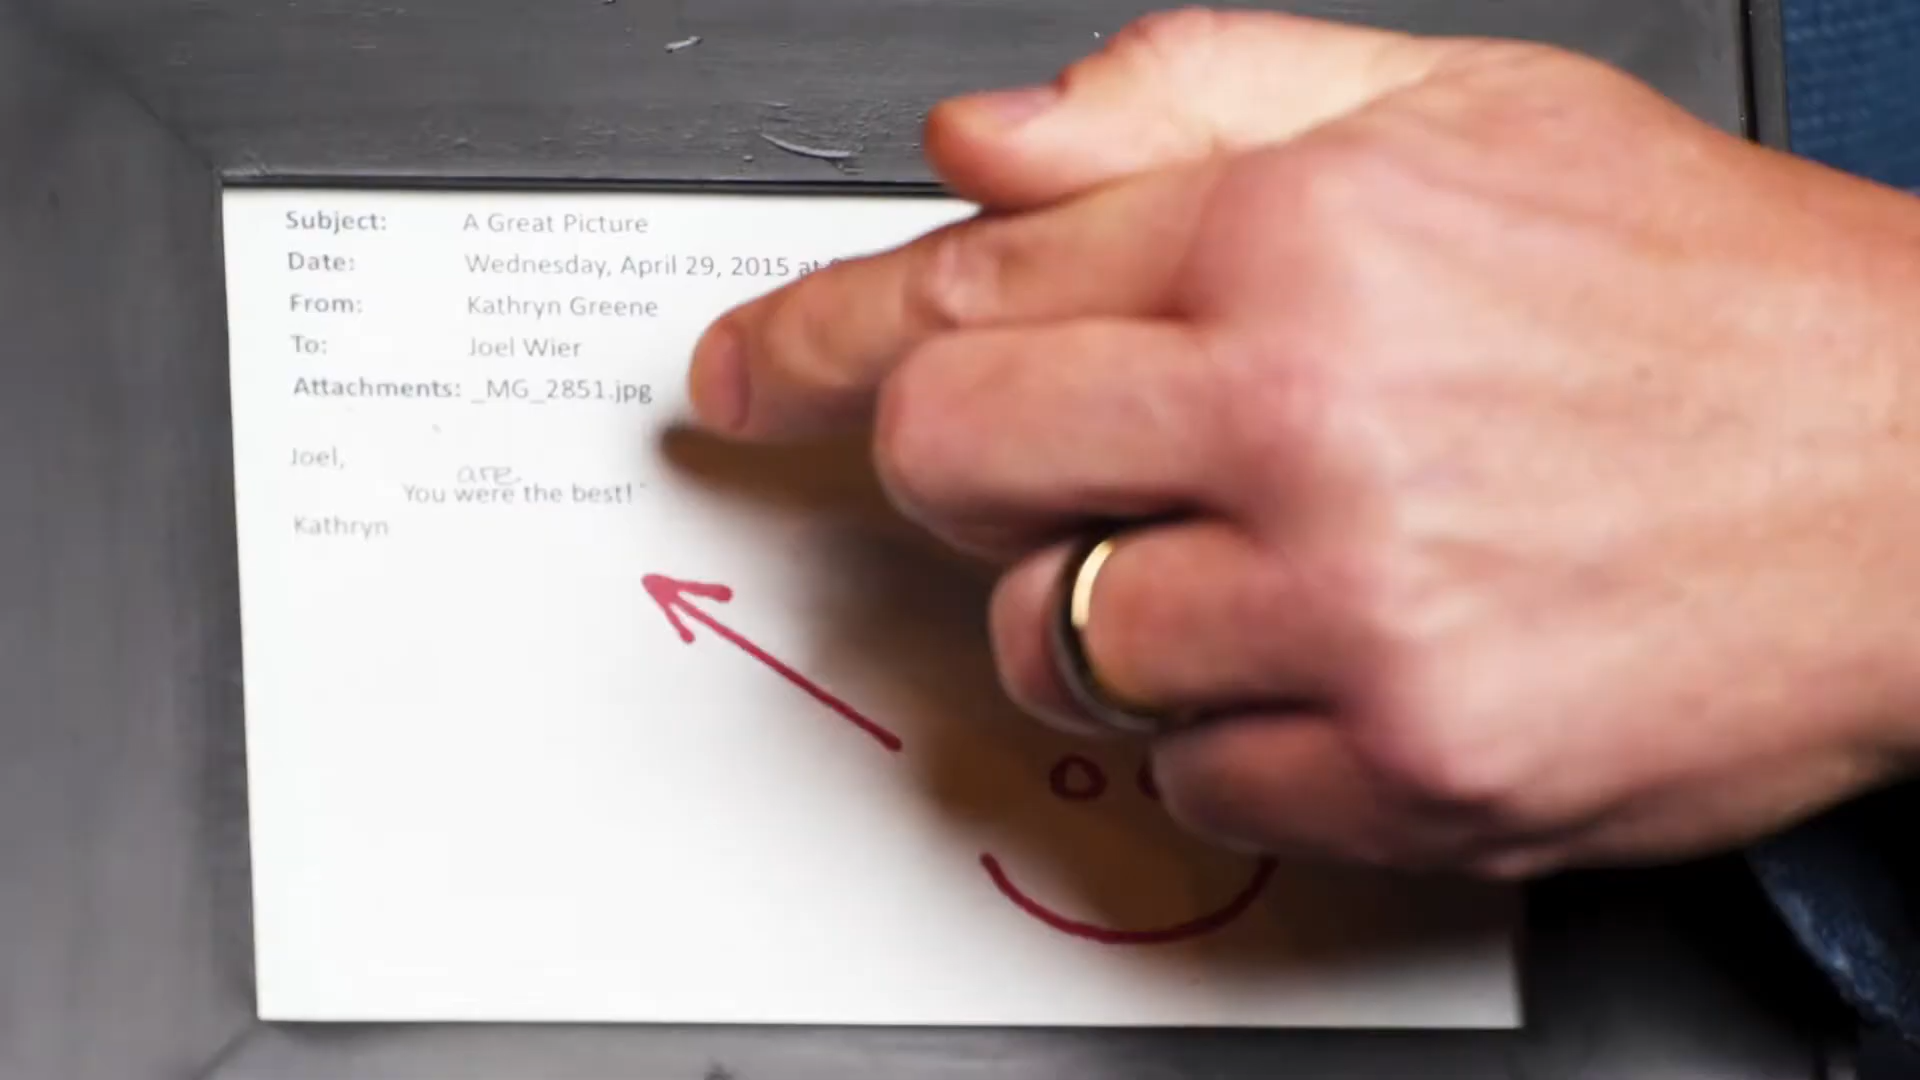 Subject: A Great Picture
Date: Wednesday, April 29, 2015 at
From: Kathryn Greene
To: Joel Wier
Attachments: _MG_2851.jpg
Joel,
are
You were the best!
Kathryn